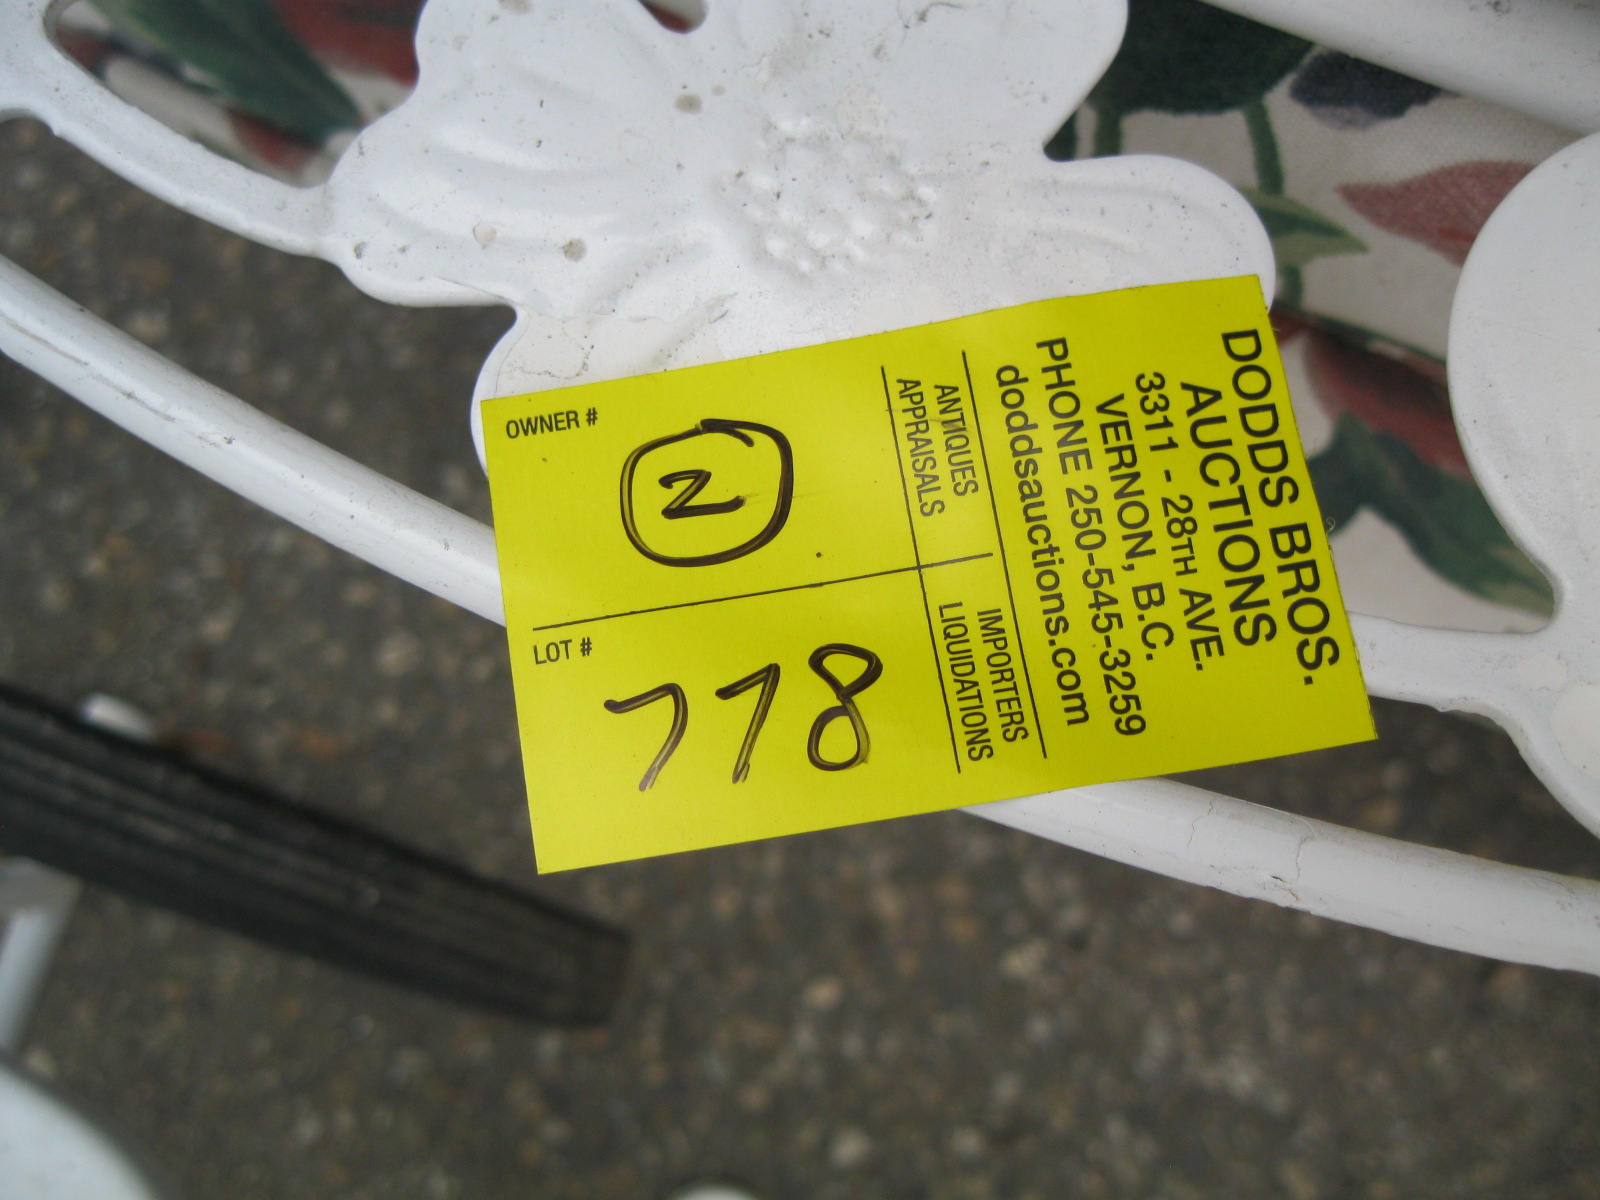 DODDS BROS.
AUCTIONS
3311 - 28TH AVE.
VERNON, B.C.
PHONE 250-545-3259
doddsauctions.com
ANTIQUES IMPORTERS
APPRAISALS LIQUIDATIONS
OWNER #
2
LOT #
778